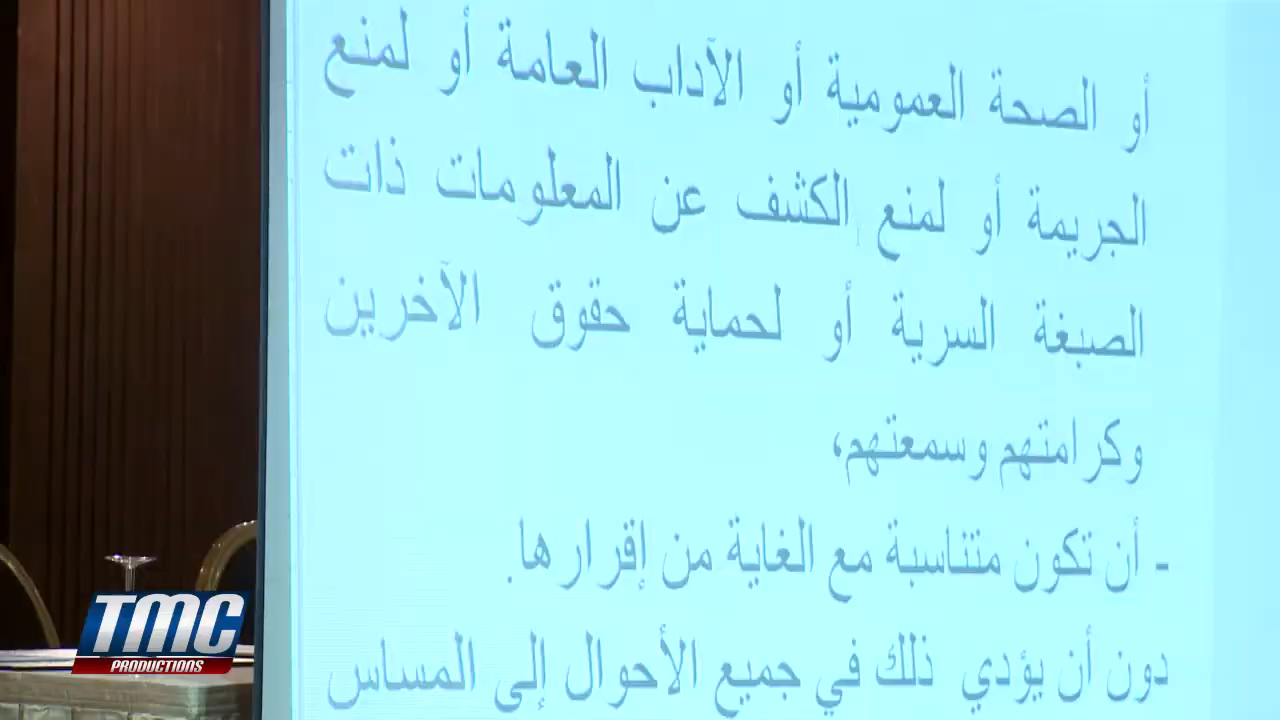 أو الصحة العمومية أو الآداب العامة أو لمنع
الجريمة أو لمنع الكشف عن المعلومات ذات
الصبغة السرية أو لحماية حقوق الآخرين
وكرامتهم وسمعتهم،
- أن تكون متناسبة مع الغاية من إقرارها.
دون أن يؤدي ذلك في جميع الأحوال إلى المساس
TMC
PRODUCTIONS